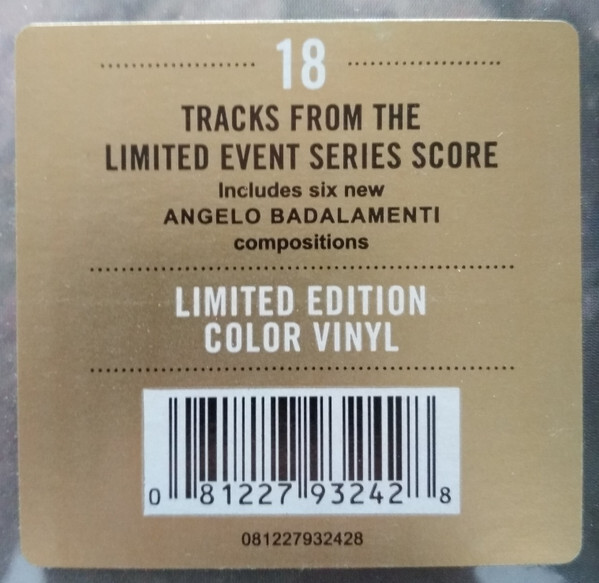 18
TRACKS FROM THE
LIMITED EVENT SERIES SCORE
Includes six new
ANGELO BADALAMENTI
compositions
LIMITED EDITION
COLOR VINYL
0 81227 93242 8
081227932428